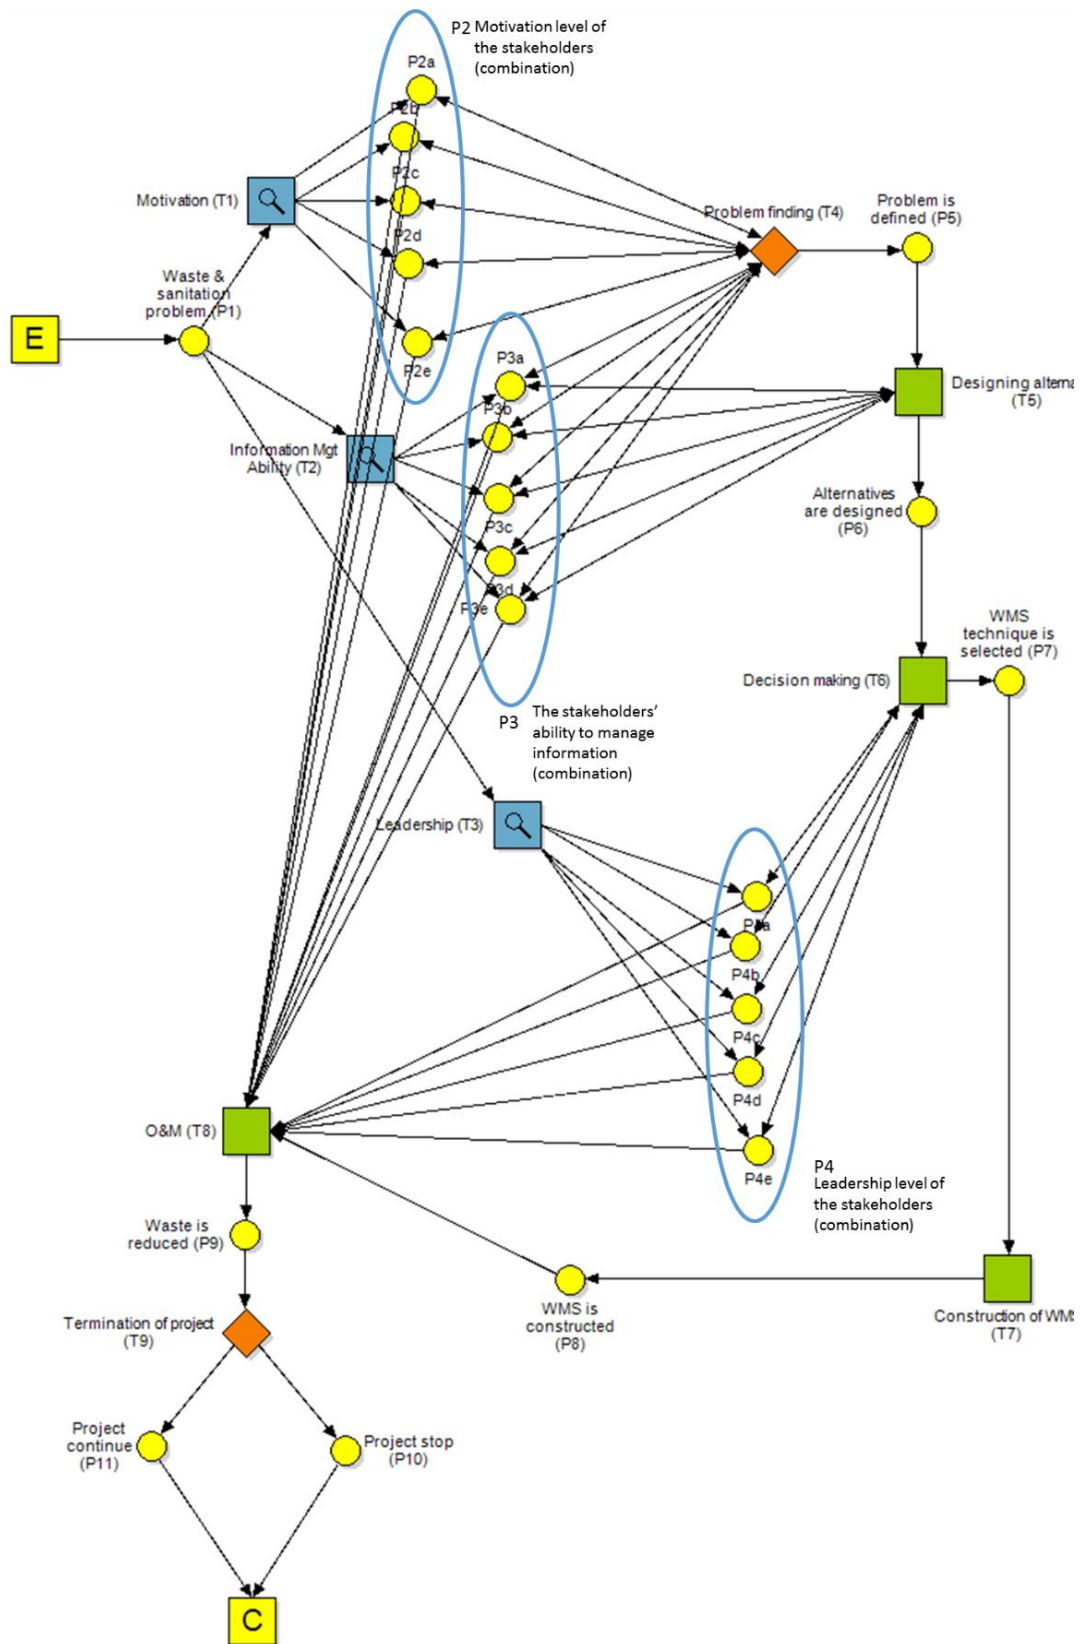 P2 Motivation level of
the stakeholders
(combination)
P2a
P2b
P2c
P2d
P2e
Motivation (T1)
Problem finding (T4)
Problem is
defined (P5)
Waste &
sanitation
problem (P1)
E
P3a
P3b
P3c
P3d
P3e
Designing alterna
(T5)
Information Mgt
Ability (T2)
Alternatives
are designed
(P6)
WMS
technique is
selected (P7)
Decision making (T6)
P3
The stakeholders’
ability to manage
information
(combination)
Leadership (T3)
P4a
P4b
P4c
P4d
P4e
P4
Leadership level of
the stakeholders
(combination)
O&M (T8)
Waste is
reduced (P9)
WMS is
constructed
(P8)
Construction of WMS
(T7)
Termination of project
(T9)
Project
continue
(P11)
Project stop
(P10)
C